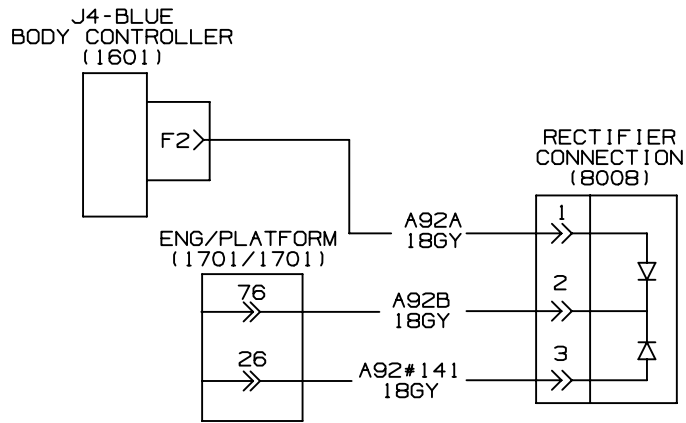 J4-BLUE
BODY CONTROLLER
(1601)
F2
RECTIFIER
CONNECTION
(8008)
A92A
18GY
1
ENG/PLATFORM
(1701/1701)
76
A92B
18GY
2
26
A92#141
18GY
3